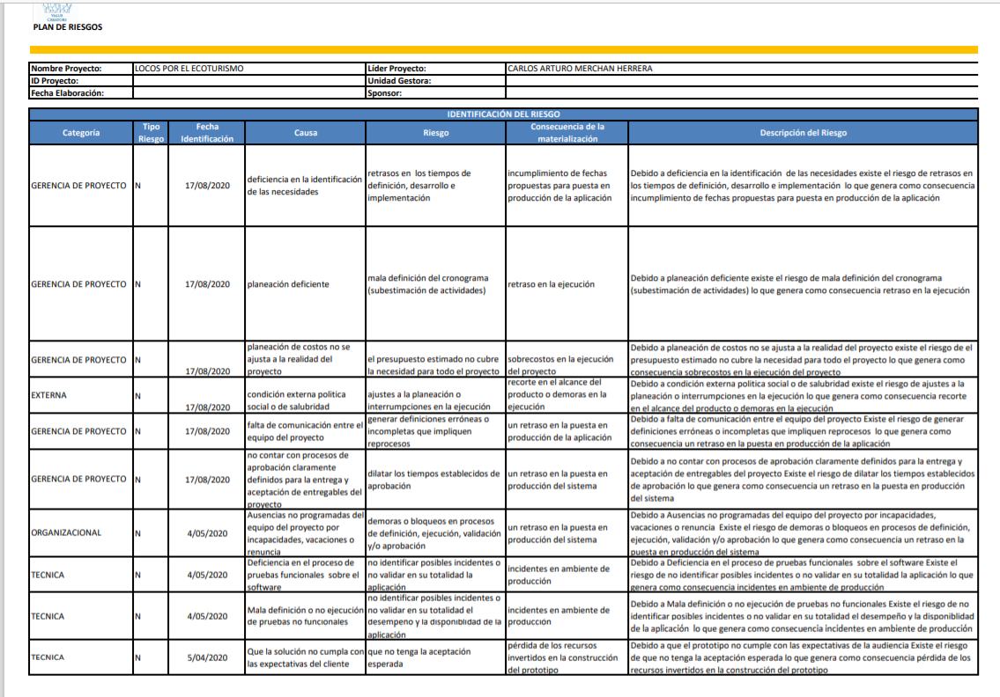 VALUE
CREATORS
PLAN DE RIESGOS
Nombre Proyecto: LOCOS POR EL ECOTURISMO Líder Proyecto: CARLOS ARTURO MERCHAN HERRERA
ID Proyecto: Unidad Gestora:
Fecha Elaboración: Sponsor:
IDENTIFICACIÓN DEL RIESGO
Categoría
Tipo
Riesgo
Fecha
Identificación
Causa
Riesgo
Consecuencia de la
materialización
Descripción del Riesgo
GERENCIA DE PROYECTO
N
17/08/2020
deficiencia en la identificación
de las necesidades
retrasos en los tiempos de
definición, desarrollo e
implementación
incumplimiento de fechas
propuestas para puesta en
producción de la aplicación
Debido a deficiencia en la identificación de las necesidades existe el riesgo de retrasos en
los tiempos de definición, desarrollo e implementación lo que genera como consecuencia
incumplimiento de fechas propuestas para puesta en producción de la aplicación
GERENCIA DE PROYECTO
N
17/08/2020
planeación deficiente
mala definición del cronograma
(subestimación de actividades)
retraso en la ejecución
Debido a planeación deficiente existe el riesgo de mala definición del cronograma
(subestimación de actividades) lo que genera como consecuencia retraso en la ejecución
GERENCIA DE PROYECTO
N
17/08/2020
planeación de costos no se
ajusta a la realidad del
proyecto
el presupuesto estimado no cubre
la necesidad para todo el proyecto
sobrecostos en la ejecución
del proyecto
Debido a planeación de costos no se ajusta a la realidad del proyecto existe el riesgo de el
presupuesto estimado no cubre la necesidad para todo el proyecto lo que genera como
consecuencia sobrecostos en la ejecución del proyecto
EXTERNA
N
17/08/2020
condición externa politica
social o de salubridad
ajustes a la planeación o
interrupciones en la ejecución
recorte en el alcance del
producto o demoras en la
ejecución
Debido a condición externa politica social o de salubridad existe el riesgo de ajustes a la
planeación o interrupciones en la ejecución lo que genera como consecuencia recorte
en el alcance del producto o demoras en la ejecución
GERENCIA DE PROYECTO
N
17/08/2020
falta de comunicación entre el
equipo del proyecto
generar definiciones erróneas o
incompletas que impliquen
reprocesos
un retraso en la puesta en
producción de la aplicación
Debido a falta de comunicación entre el equipo del proyecto Existe el riesgo de generar
definiciones erróneas o incompletas que impliquen reprocesos lo que genera como
consecuencia un retraso en la puesta en producción de la aplicación
GERENCIA DE PROYECTO
N
17/08/2020
no contar con procesos de
aprobación claramente
definidos para la entrega y
aceptación de entregables del
proyecto
dilatar los tiempos establecidos de
aprobación
un retraso en la puesta en
producción del sistema
Debido a no contar con procesos de aprobación claramente definidos para la entrega y
aceptación de entregables del proyecto Existe el riesgo de dilatar los tiempos establecidos
de aprobación lo que genera como consecuencia un retraso en la puesta en producción
del sistema
ORGANIZACIONAL
N
4/05/2020
Ausencias no programadas del
equipo del proyecto por
incapacidades, vacaciones o
renuncia
demoras o bloqueos en procesos
de definición, ejecución, validación
y/o aprobación
un retraso en la puesta en
producción del sistema
Debido a Ausencias no programadas del equipo del proyecto por incapacidades,
vacaciones o renuncia Existe el riesgo de demoras o bloqueos en procesos de definición,
ejecución, validación y/o aprobación lo que genera como consecuencia un retraso en la
puesta en producción del sistema
TECNICA
N
4/05/2020
Deficiencia en el proceso de
pruebas funcionales sobre el
software
no identificar posibles incidentes o
no validar en su totalidad la
aplicación
incidentes en ambiente de
producción
Debido a Deficiencia en el proceso de pruebas funcionales sobre el software Existe el
riesgo de no identificar posibles incidentes o no validar en su totalidad la aplicación lo que
genera como consecuencia incidentes en ambiente de producción
TECNICA
N
4/05/2020
Mala definición o no ejecución
de pruebas no funcionales
no identificar posibles incidentes o
no validar en su totalidad el
desempeño y la disponiblidad de la
aplicación
incidentes en ambiente de
producción
Debido a Mala definición o no ejecución de pruebas no funcionales Existe el riesgo de no
identificar posibles incidentes o no validar en su totalidad el desempeño y la disponiblidad
de la aplicación lo que genera como consecuencia incidentes en ambiente de producción
TECNICA
N
5/04/2020
Que la solución no cumpla con
las expectativas del cliente
que no tenga la aceptación
esperada
pérdida de los recursos
invertidos en la construcción
del prototipo
Debido a que el prototipo no cumple con las expectativas de la audiencia Existe el riesgo
de que no tenga la aceptación esperada lo que genera como consecuencia pérdida de los
recursos invertidos en la construcción del prototipo